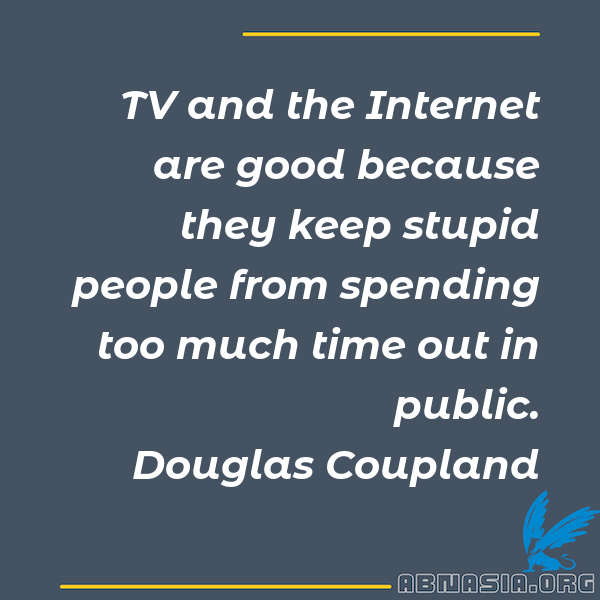 TV and the Internet
are good because
they keep stupid
people from spending
too much time out in
public.
Douglas Coupland
ABNASIA.ORG